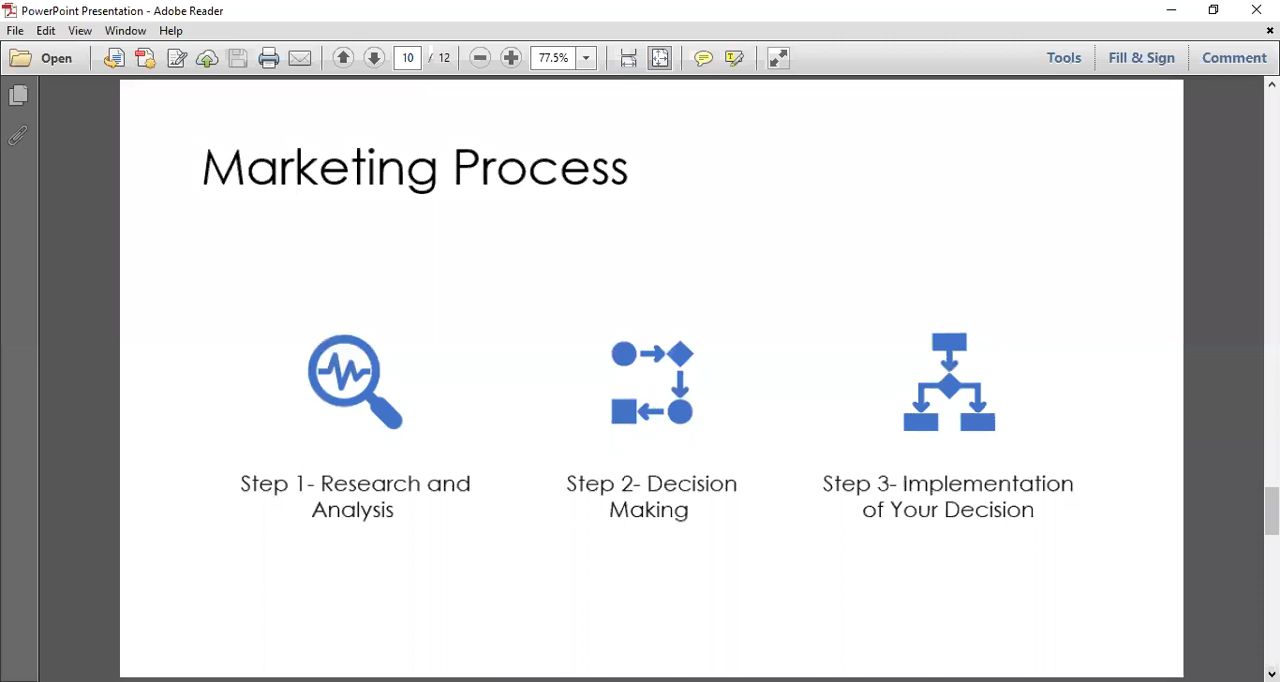 PowerPoint Presentation - Adobe Reader
File Edit View Window Help
Open 10 / 12 77.5% Tools Fill & Sign Comment
Marketing Process
Step 1- Research and
Analysis
Step 2- Decision
Making
Step 3- Implementation
of Your Decision